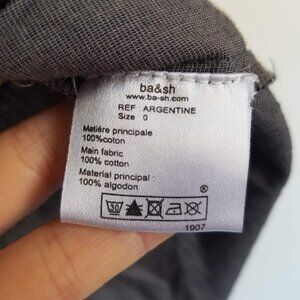 ba&sh
www.ba-sh.com
REF ARGENTINE
Size 0
Matière principale
100%coton
Main fabric
100% cotton
Material principal :
100% algodon
®
30
1907